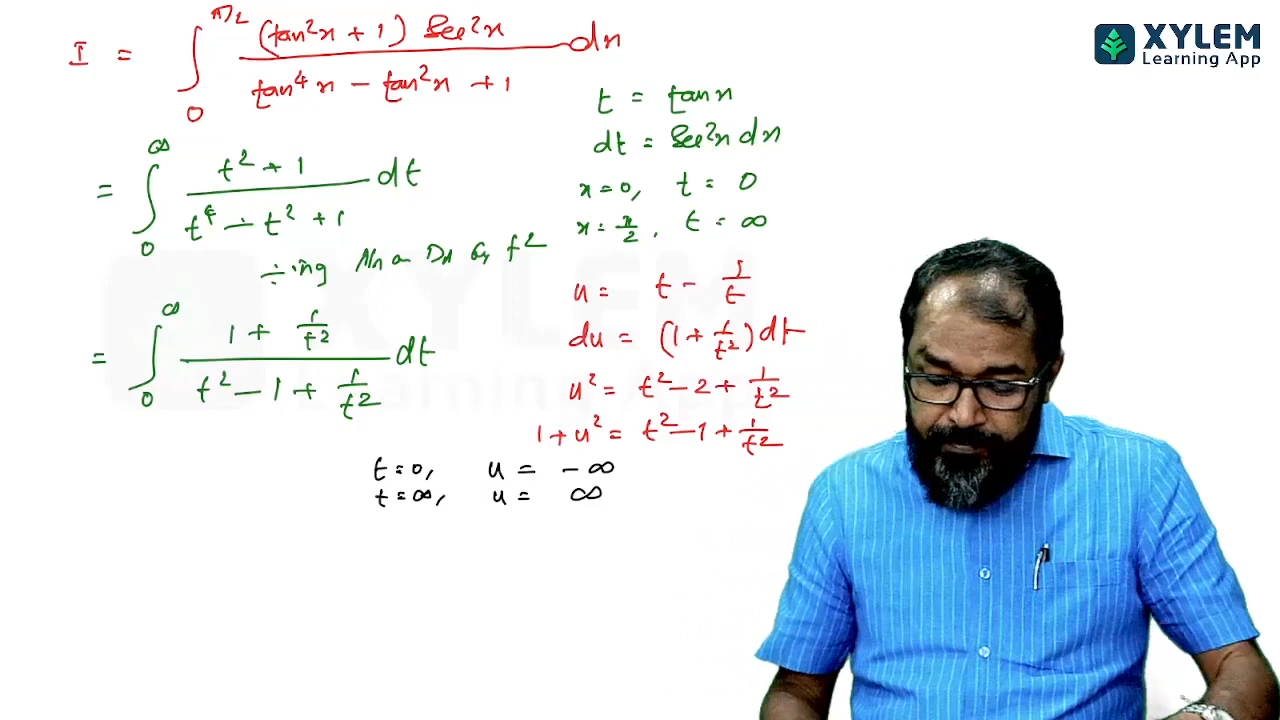 XYLEM
Learning App
I = ∫₀^(π/2) (tan²x + 1) sec²x / (tan⁴x − tan²x + 1) dx
t = tan x
dt = sec²x dx
= ∫₀^∞ (t² + 1) / (t⁴ − t² + 1) dt
x = 0, t = 0
x = π/2, t = ∞
÷ing Nr Dr by t²
u = t − 1/t
du = (1 + 1/t²) dt
= ∫₀^∞ (1 + 1/t²) / (t² − 1 + 1/t²) dt
u² = t² − 2 + 1/t²
1 + u² = t² − 1 + 1/t²
t = 0, u = − ∞
t = ∞, u = ∞
XYLEM
Learning App